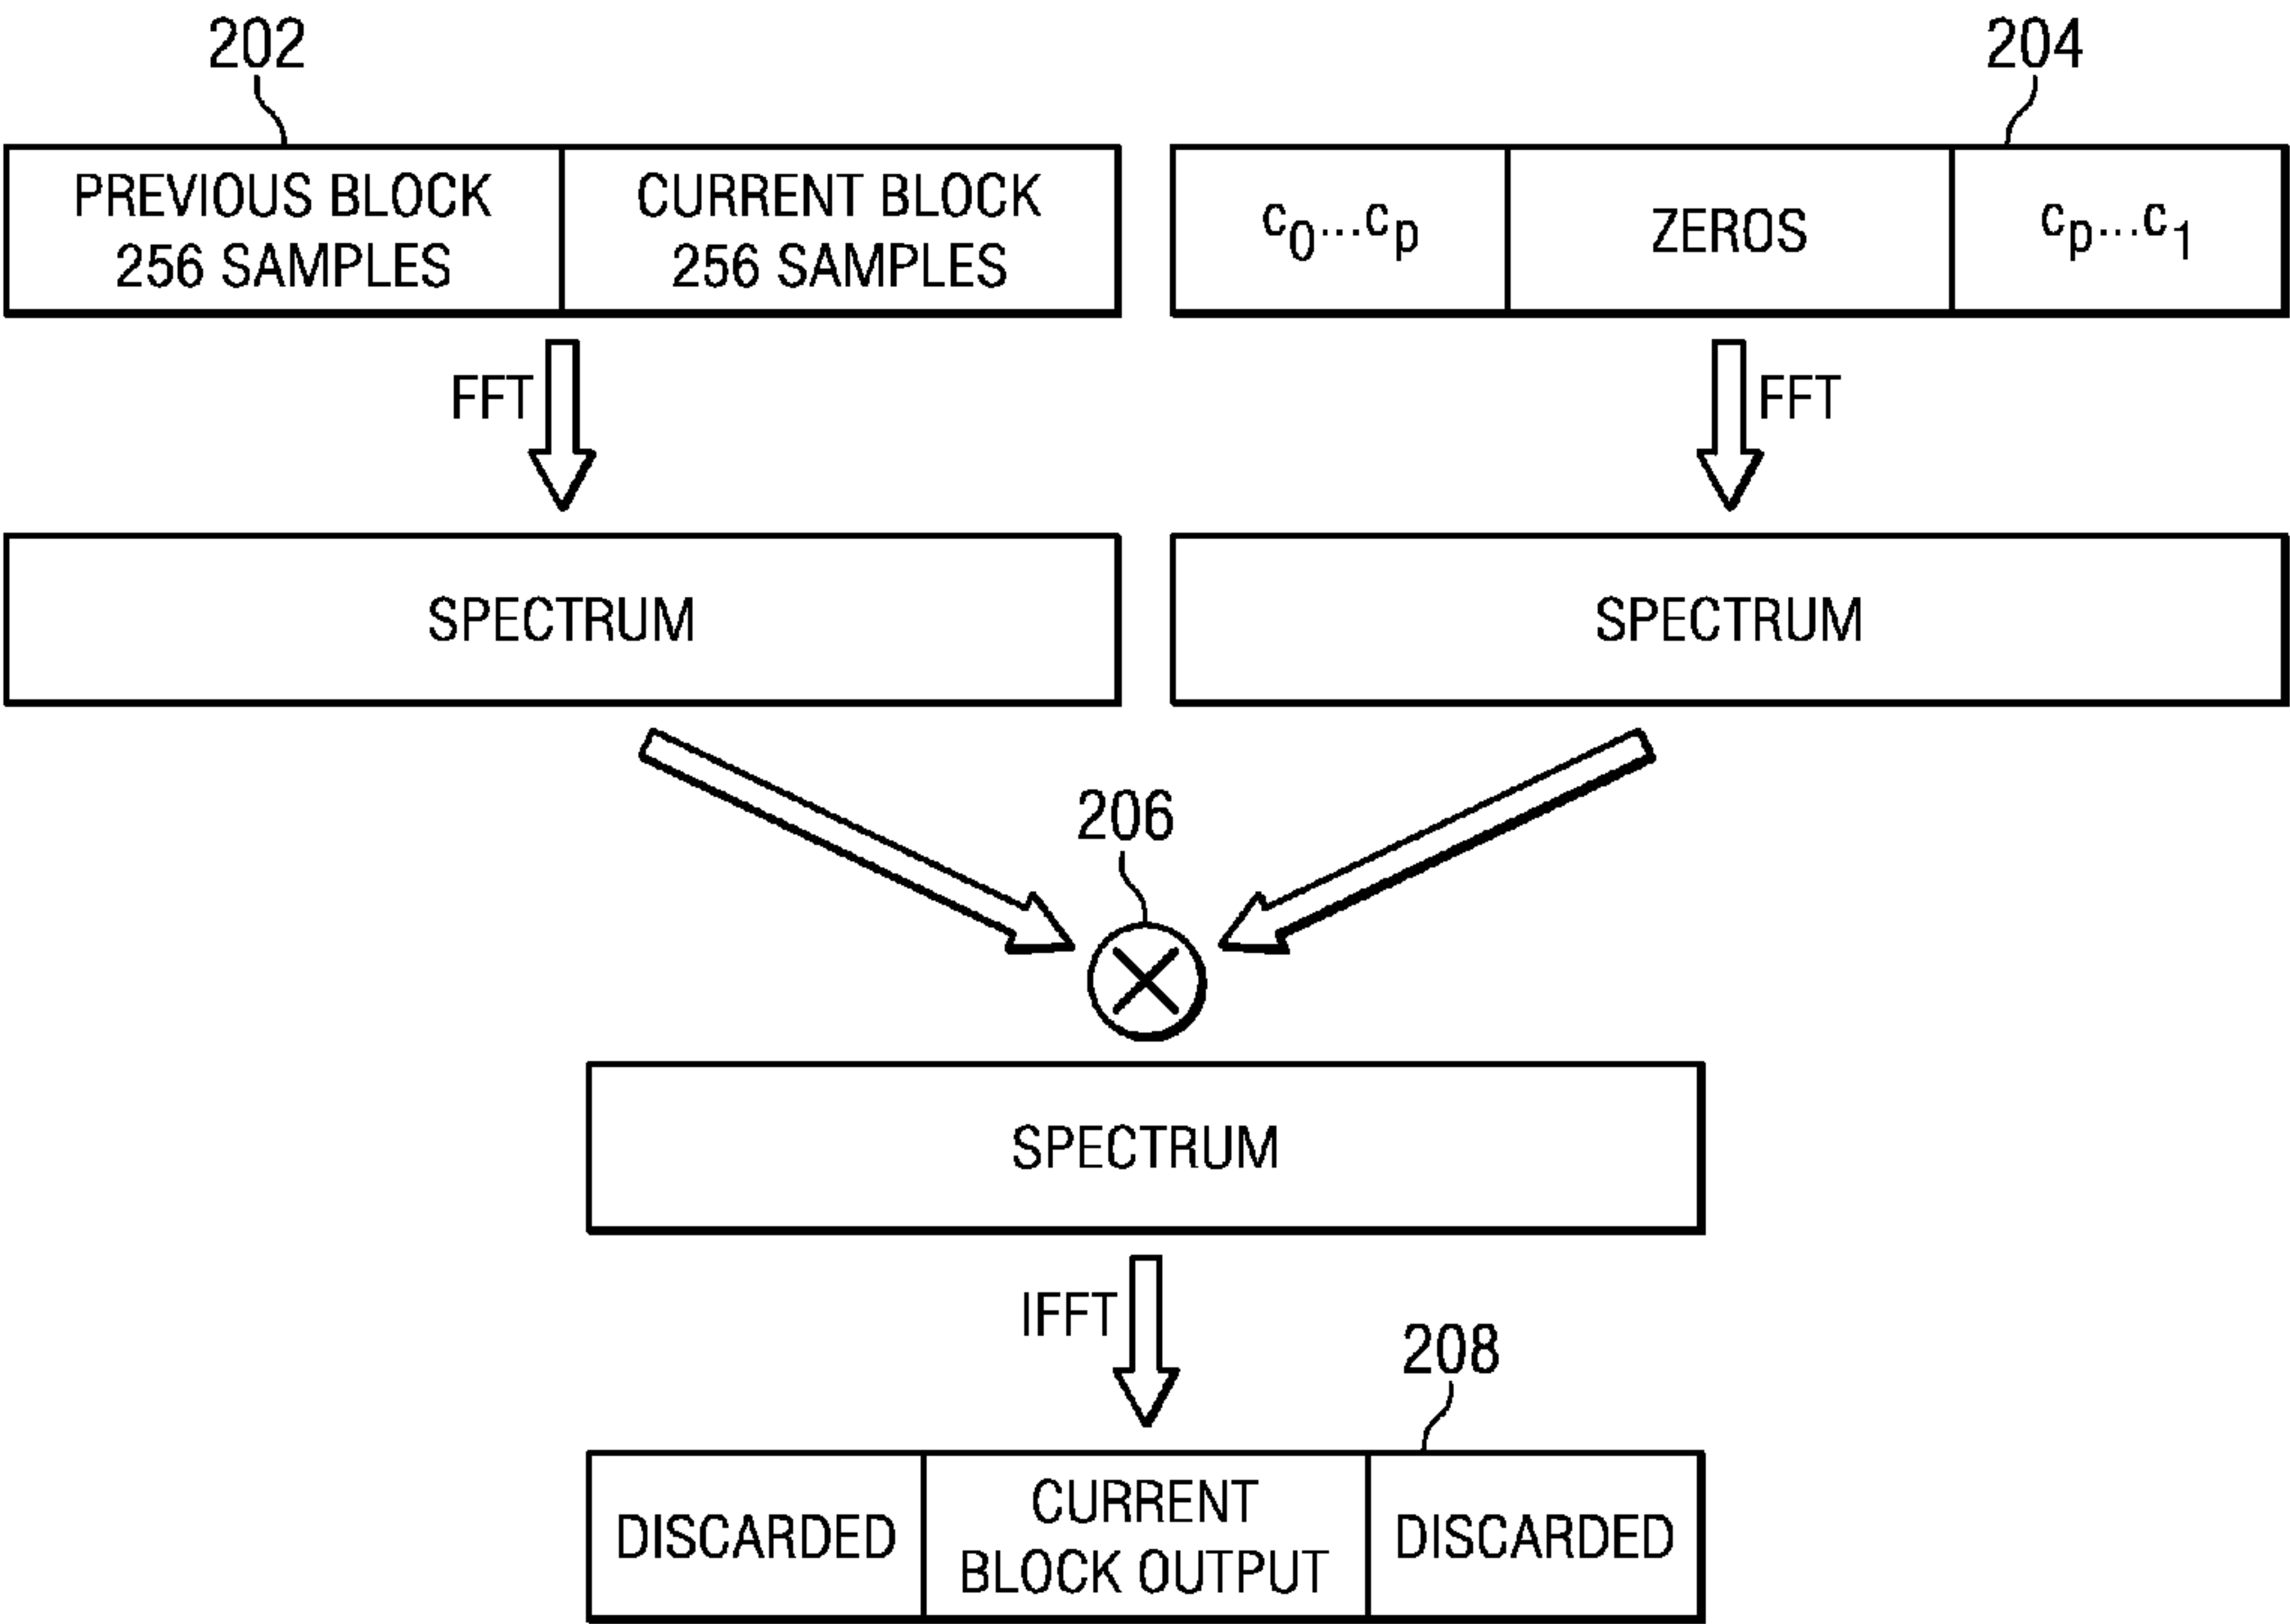 202
204
PREVIOUS BLOCK
256 SAMPLES
CURRENT BLOCK
256 SAMPLES
c0...cp
ZEROS
cp...c1
FFT
FFT
SPECTRUM
SPECTRUM
206
SPECTRUM
IFFT
208
DISCARDED
CURRENT
BLOCK OUTPUT
DISCARDED